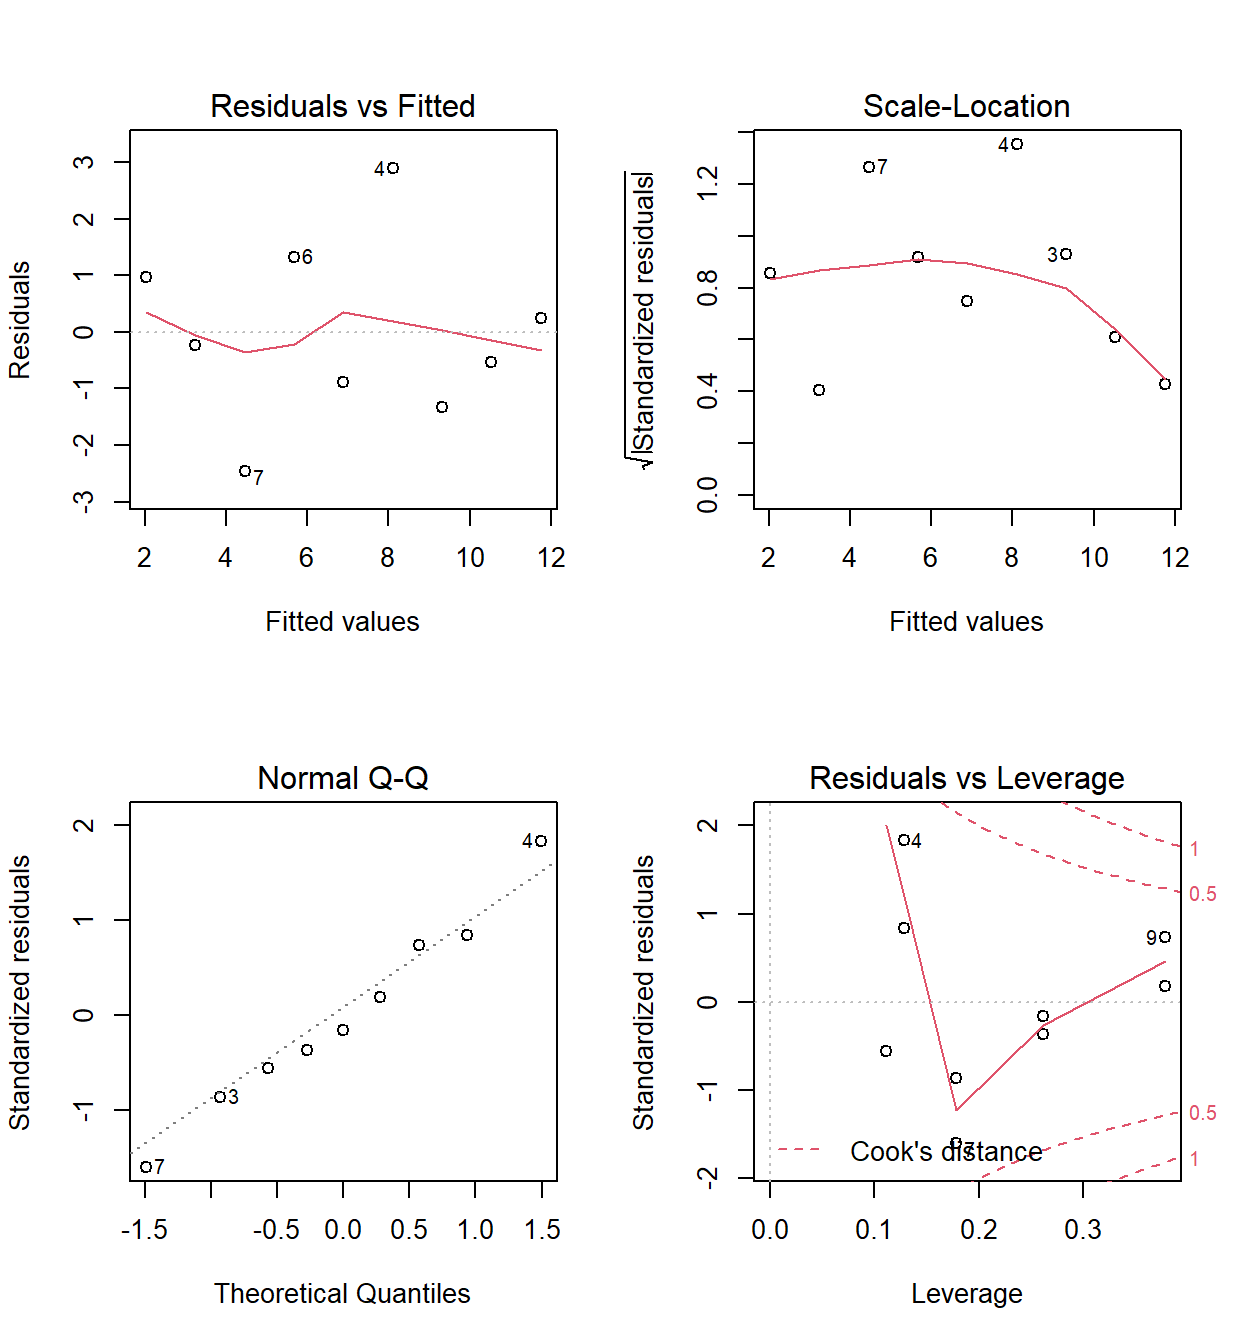 Residuals vs Fitted
Residuals
3
2
1
0
-1
-2
-3
4
6
7
2 4 6 8 10 12
Fitted values
Scale-Location
√|Standardized residuals|
1.2
0.8
0.4
0.0
7
4
3
2 4 6 8 10 12
Fitted values
Normal Q-Q
Standardized residuals
2
1
0
-1
4
3
7
-1.5 -0.5 0.0 0.5 1.0 1.5
Theoretical Quantiles
Residuals vs Leverage
Standardized residuals
2
1
0
-1
-2
4
9
7
1
0.5
0.5
1
Cook's distance
0.0 0.1 0.2 0.3
Leverage